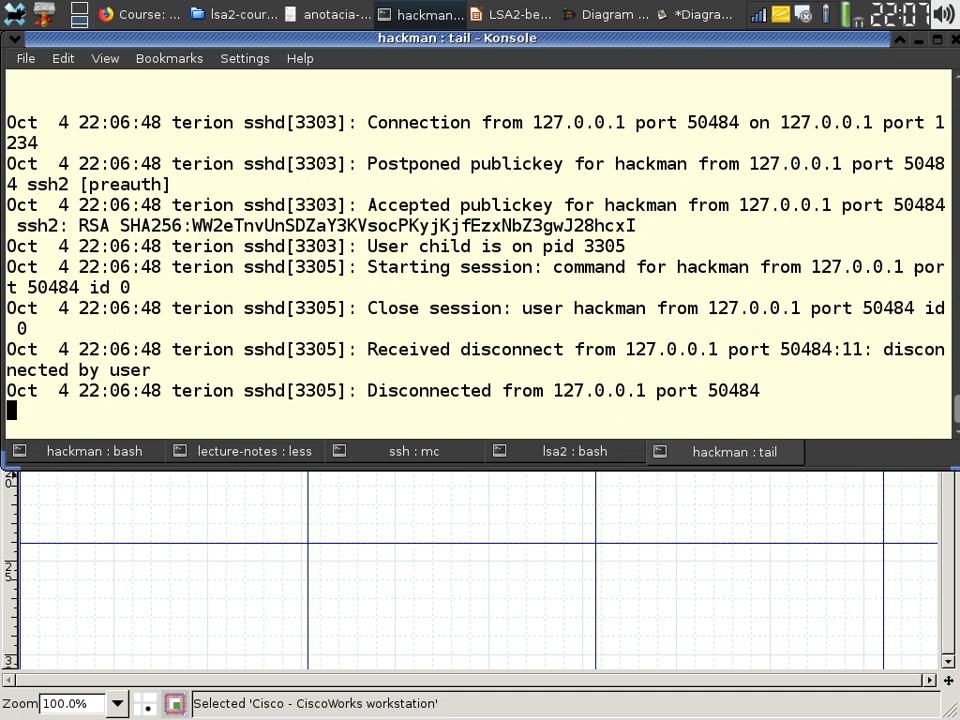 Course: ...
lsa2-cour...
anotacia-...
hackman...
LSA2-be...
Diagram ...
*Diagra...
22:07
hackman : tail - Konsole
File Edit View Bookmarks Settings Help
Oct  4 22:06:48 terion sshd[3303]: Connection from 127.0.0.1 port 50484 on 127.0.0.1 port 1
234
Oct  4 22:06:48 terion sshd[3303]: Postponed publickey for hackman from 127.0.0.1 port 5048
4 ssh2 [preauth]
Oct  4 22:06:48 terion sshd[3303]: Accepted publickey for hackman from 127.0.0.1 port 50484
 ssh2: RSA SHA256:WW2eTnvUnSDZaY3KVsocPKyjKjfEzxNbZ3gwJ28hcxI
Oct  4 22:06:48 terion sshd[3303]: User child is on pid 3305
Oct  4 22:06:48 terion sshd[3305]: Starting session: command for hackman from 127.0.0.1 por
t 50484 id 0
Oct  4 22:06:48 terion sshd[3305]: Close session: user hackman from 127.0.0.1 port 50484 id
 0
Oct  4 22:06:48 terion sshd[3305]: Received disconnect from 127.0.0.1 port 50484:11: discon
nected by user
Oct  4 22:06:48 terion sshd[3305]: Disconnected from 127.0.0.1 port 50484
hackman : bash
lecture-notes : less
ssh : mc
lsa2 : bash
hackman : tail
Zoom 100.0% Selected 'Cisco - CiscoWorks workstation'